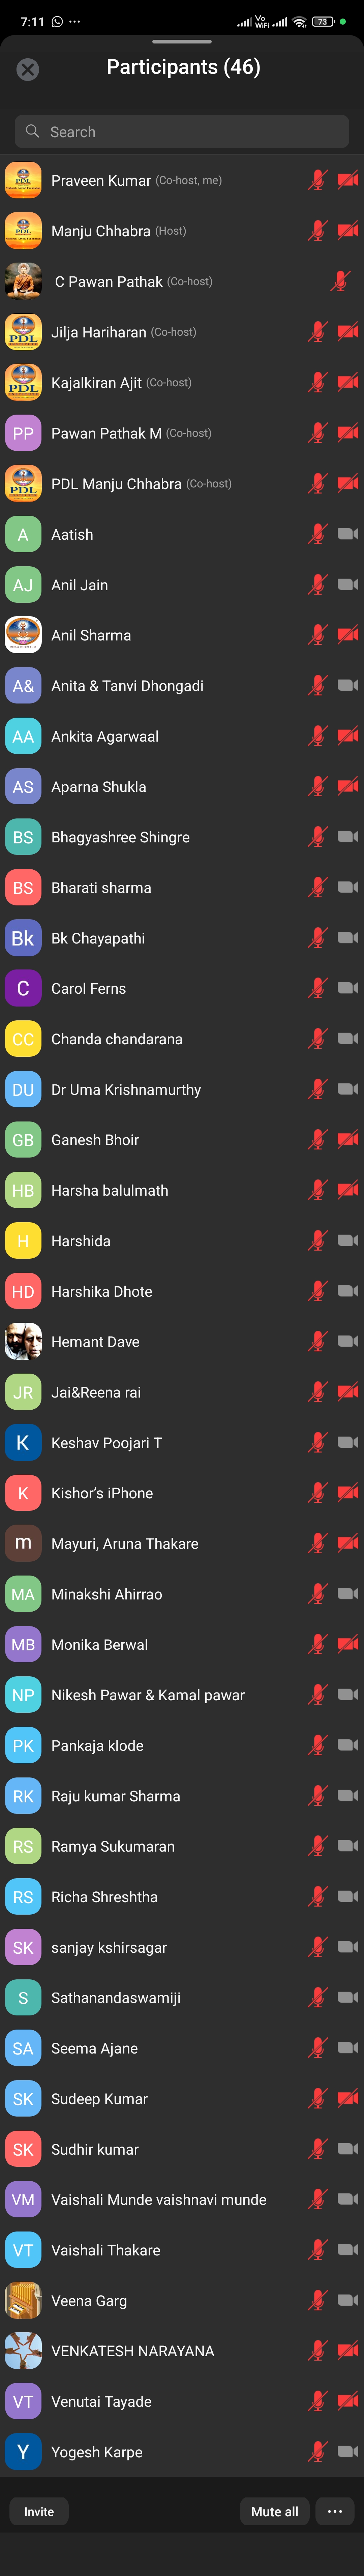 7:11 ... Vo WiFi 73
Participants (46)
Search
PDL Praveen Kumar (Co-host, me)
PDL Manju Chhabra (Host)
C Pawan Pathak (Co-host)
PDL Jilja Hariharan (Co-host)
PDL Kajalkiran Ajit (Co-host)
PP Pawan Pathak M (Co-host)
PDL PDL Manju Chhabra (Co-host)
A Aatish
AJ Anil Jain
Anil Sharma
A& Anita & Tanvi Dhongadi
AA Ankita Agarwaal
AS Aparna Shukla
BS Bhagyashree Shingre
BS Bharati sharma
Bk Bk Chayapathi
C Carol Ferns
CC Chanda chandarana
DU Dr Uma Krishnamurthy
GB Ganesh Bhoir
HB Harsha balulmath
H Harshida
HD Harshika Dhote
Hemant Dave
JR Jai&Reena rai
K Keshav Poojari T
K Kishor’s iPhone
m Mayuri, Aruna Thakare
MA Minakshi Ahirrao
MB Monika Berwal
NP Nikesh Pawar & Kamal pawar
PK Pankaja klode
RK Raju kumar Sharma
RS Ramya Sukumaran
RS Richa Shreshtha
SK sanjay kshirsagar
S Sathanandaswamiji
SA Seema Ajane
SK Sudeep Kumar
SK Sudhir kumar
VM Vaishali Munde vaishnavi munde
VT Vaishali Thakare
Veena Garg
VENKATESH NARAYANA
VT Venutai Tayade
Y Yogesh Karpe
Invite Mute all ...